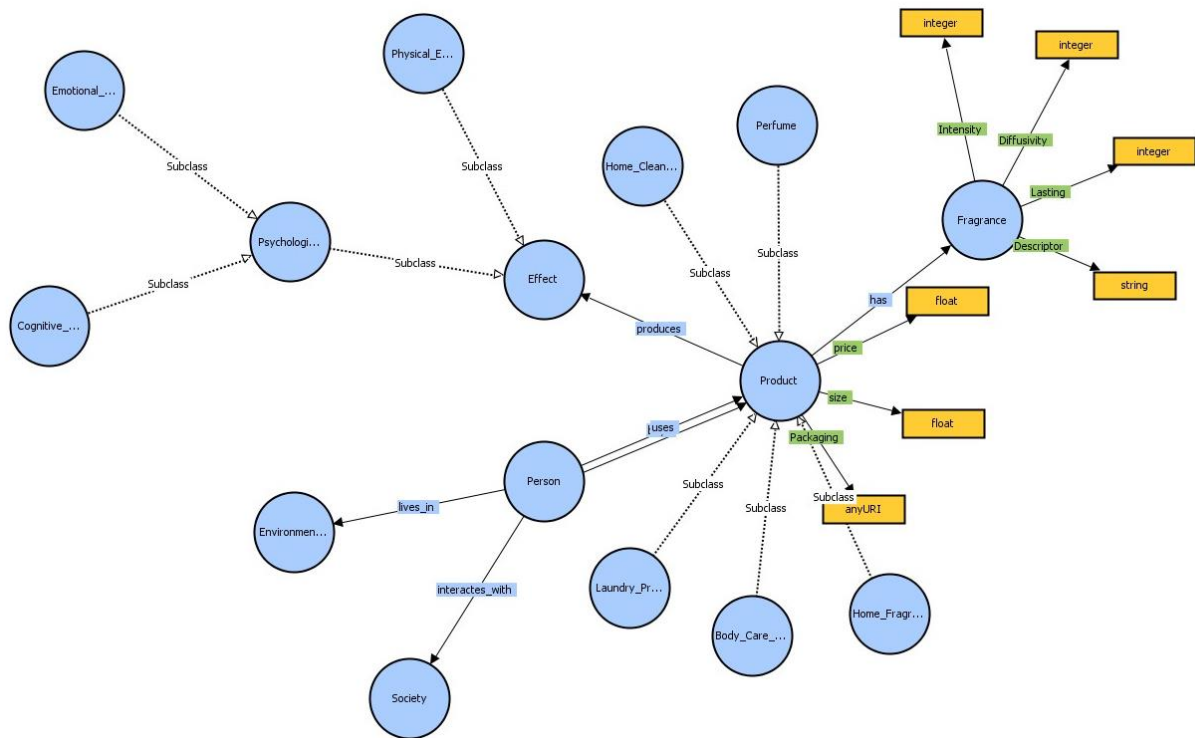 integer
integer
Physical_E...
Emotional_...
Perfume
Intensity
Diffusivity
integer
Home_Clean...
Subclass
Lasting
Fragrance
Psychologi...
Descriptor
Subclass
Subclass
Subclass
Subclass
Effect
string
Subclass
has
float
Cognitive_...
produces
price
Product
size
float
uses
Packaging
Person
Subclass
Subclass
Subclass
lives_in
anyURI
Environmen...
interactes_with
Laundry_Pr...
Home_Fragr...
Body_Care_...
Society